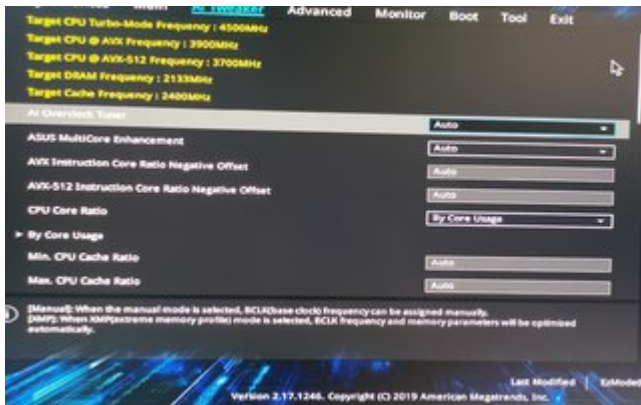 Main Ai Tweaker Advanced Monitor Boot Tool Exit
Target CPU Turbo-Mode Frequency : 4500MHz
Target CPU @ AVX Frequency : 3900MHz
Target CPU @ AVX-512 Frequency : 3700MHz
Target DRAM Frequency : 2133MHz
Target Cache Frequency : 2400MHz
Ai Overclock Tuner Auto
ASUS MultiCore Enhancement Auto
AVX Instruction Core Ratio Negative Offset Auto
AVX-512 Instruction Core Ratio Negative Offset Auto
CPU Core Ratio By Core Usage
By Core Usage
Min. CPU Cache Ratio Auto
Max. CPU Cache Ratio Auto
[Manual]: When the manual mode is selected, BCLK(base clock) frequency can be assigned manually.
[XMP]: When XMP(extreme memory profile) mode is selected, BCLK frequency and memory parameters will be optimized
automatically.
Last Modified | EzMode
Version 2.17.1246. Copyright (C) 2019 American Megatrends, Inc.